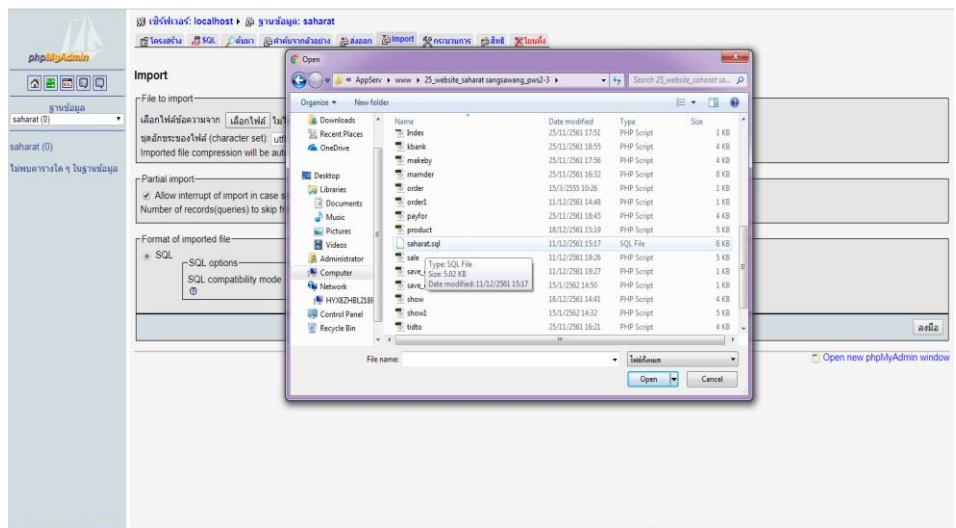 เซิร์ฟเวอร์: localhost ▸ ฐานข้อมูล: saharat
โครงสร้าง SQL ค้นหา คำค้นจากตัวอย่าง ส่งออก Import กระบวนการ สิทธิ โยนทิ้ง
phpMyAdmin
ฐานข้อมูล
saharat (0)
saharat (0)
ไม่พบตารางใด ๆ ในฐานข้อมูล
Import
File to import
เลือกไฟล์ข้อความจาก เลือกไฟล์
ชุดอักขระของไฟล์ (character set): utf
Imported file compression will be aut
Partial import
Allow interrupt of import in case s
Number of records(queries) to skip fr
Format of imported file
SQL
SQL options
SQL compatibility mode
ลงมือ
Open new phpMyAdmin window
Open
« AppServ ▸ www ▸ 25_website_saharat sangsawang_pws2-3 ▸
Search 25_website_saharat sa...
Organize New folder
Downloads
Recent Places
OneDrive
Desktop
Libraries
Documents
Music
Pictures
Videos
Administrator
Computer
Network
HYX8ZHBL218E
Control Panel
Recycle Bin
Name Date modified Type Size
Index 25/11/2561 17:51 PHP Script 1 KB
kbank 25/11/2561 18:55 PHP Script 4 KB
makeby 25/11/2561 17:56 PHP Script 4 KB
mamder 25/11/2561 16:32 PHP Script 8 KB
order 15/3/2555 10:26 PHP Script 1 KB
order1 11/12/2561 14:48 PHP Script 1 KB
payfor 25/11/2561 18:45 PHP Script 4 KB
product 18/12/2561 15:19 PHP Script 5 KB
saharat.sql 11/12/2561 15:17 SQL File 6 KB
sale 11/12/2561 19:26 PHP Script 5 KB
save_ 11/12/2561 19:27 PHP Script 1 KB
save_ 15/1/2562 14:50 PHP Script 1 KB
show 18/12/2561 14:41 PHP Script 4 KB
show1 15/1/2562 14:32 PHP Script 5 KB
tidto 25/11/2561 16:21 PHP Script 4 KB
Type: SQL File
Size: 5.02 KB
Date modified: 11/12/2561 15:17
File name: ไฟล์ทั้งหมด
Open Cancel